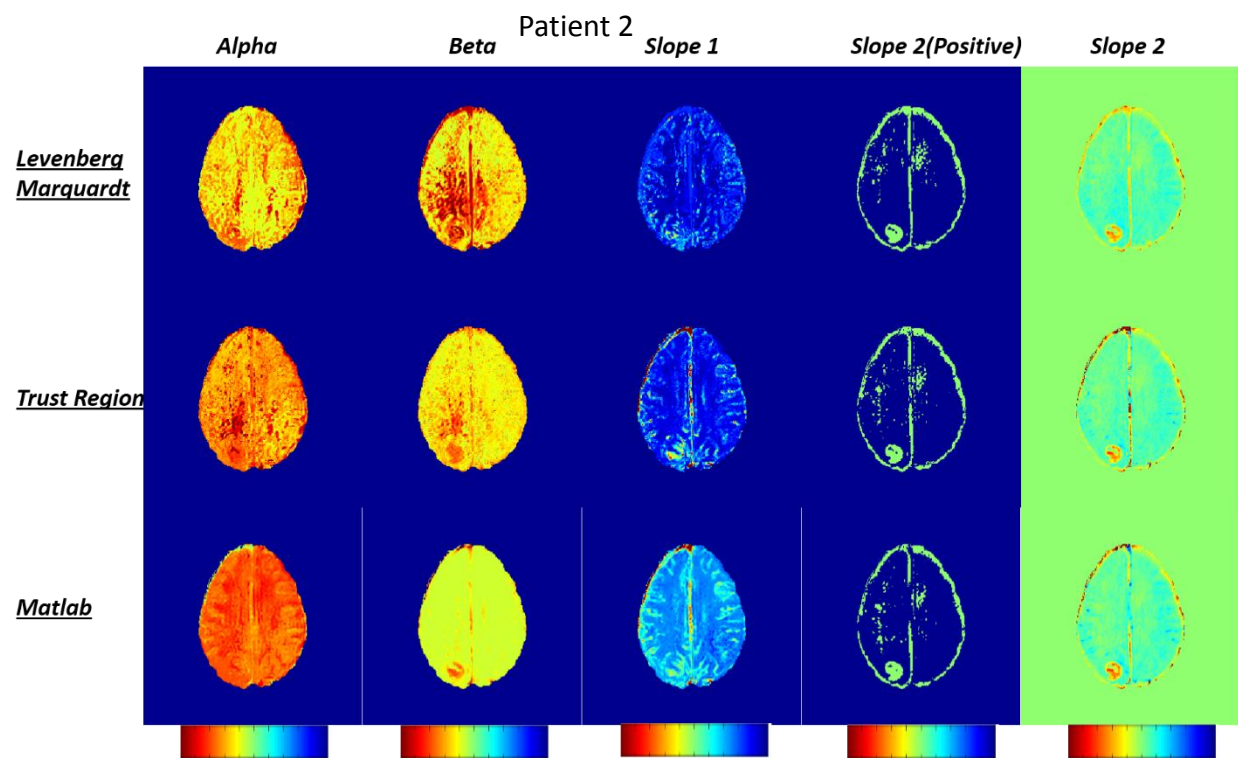 Patient 2
Alpha
Beta
Slope 1
Slope 2(Positive)
Slope 2
Levenberg
Marquardt
Trust Region
Matlab